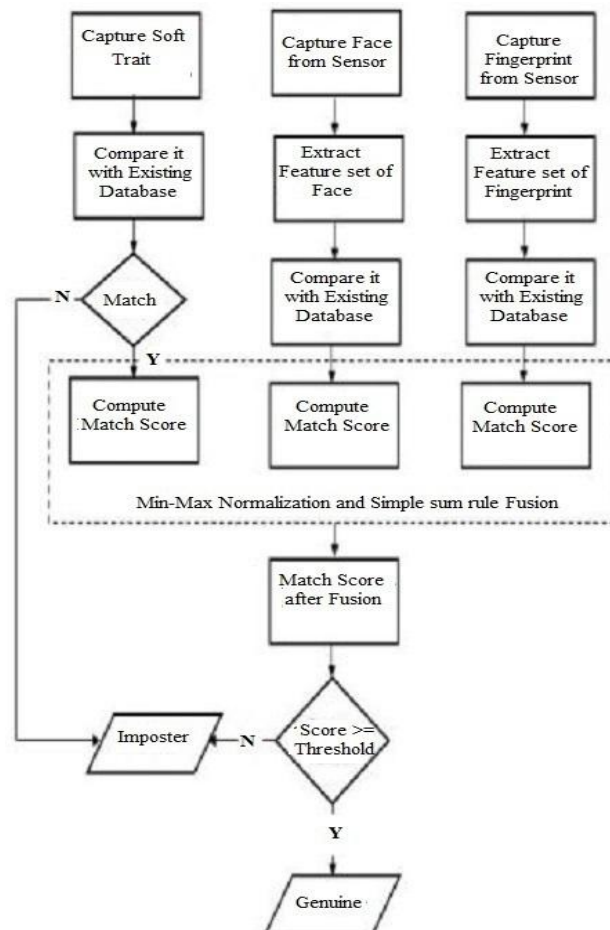 Capture Soft
Trait
Capture Face
from Sensor
Capture
Fingerprint
from Sensor
Compare it
with Existing
Database
Extract
Feature set of
Face
Extract
Feature set of
Fingerprint
Match
N
Y
Compare it
with Existing
Database
Compare it
with Existing
Database
Compute
Match Score
Compute
Match Score
Compute
Match Score
Min-Max Normalization and Simple sum rule Fusion
Match Score
after Fusion
Score >=
Threshold
N
Imposter
Y
Genuine